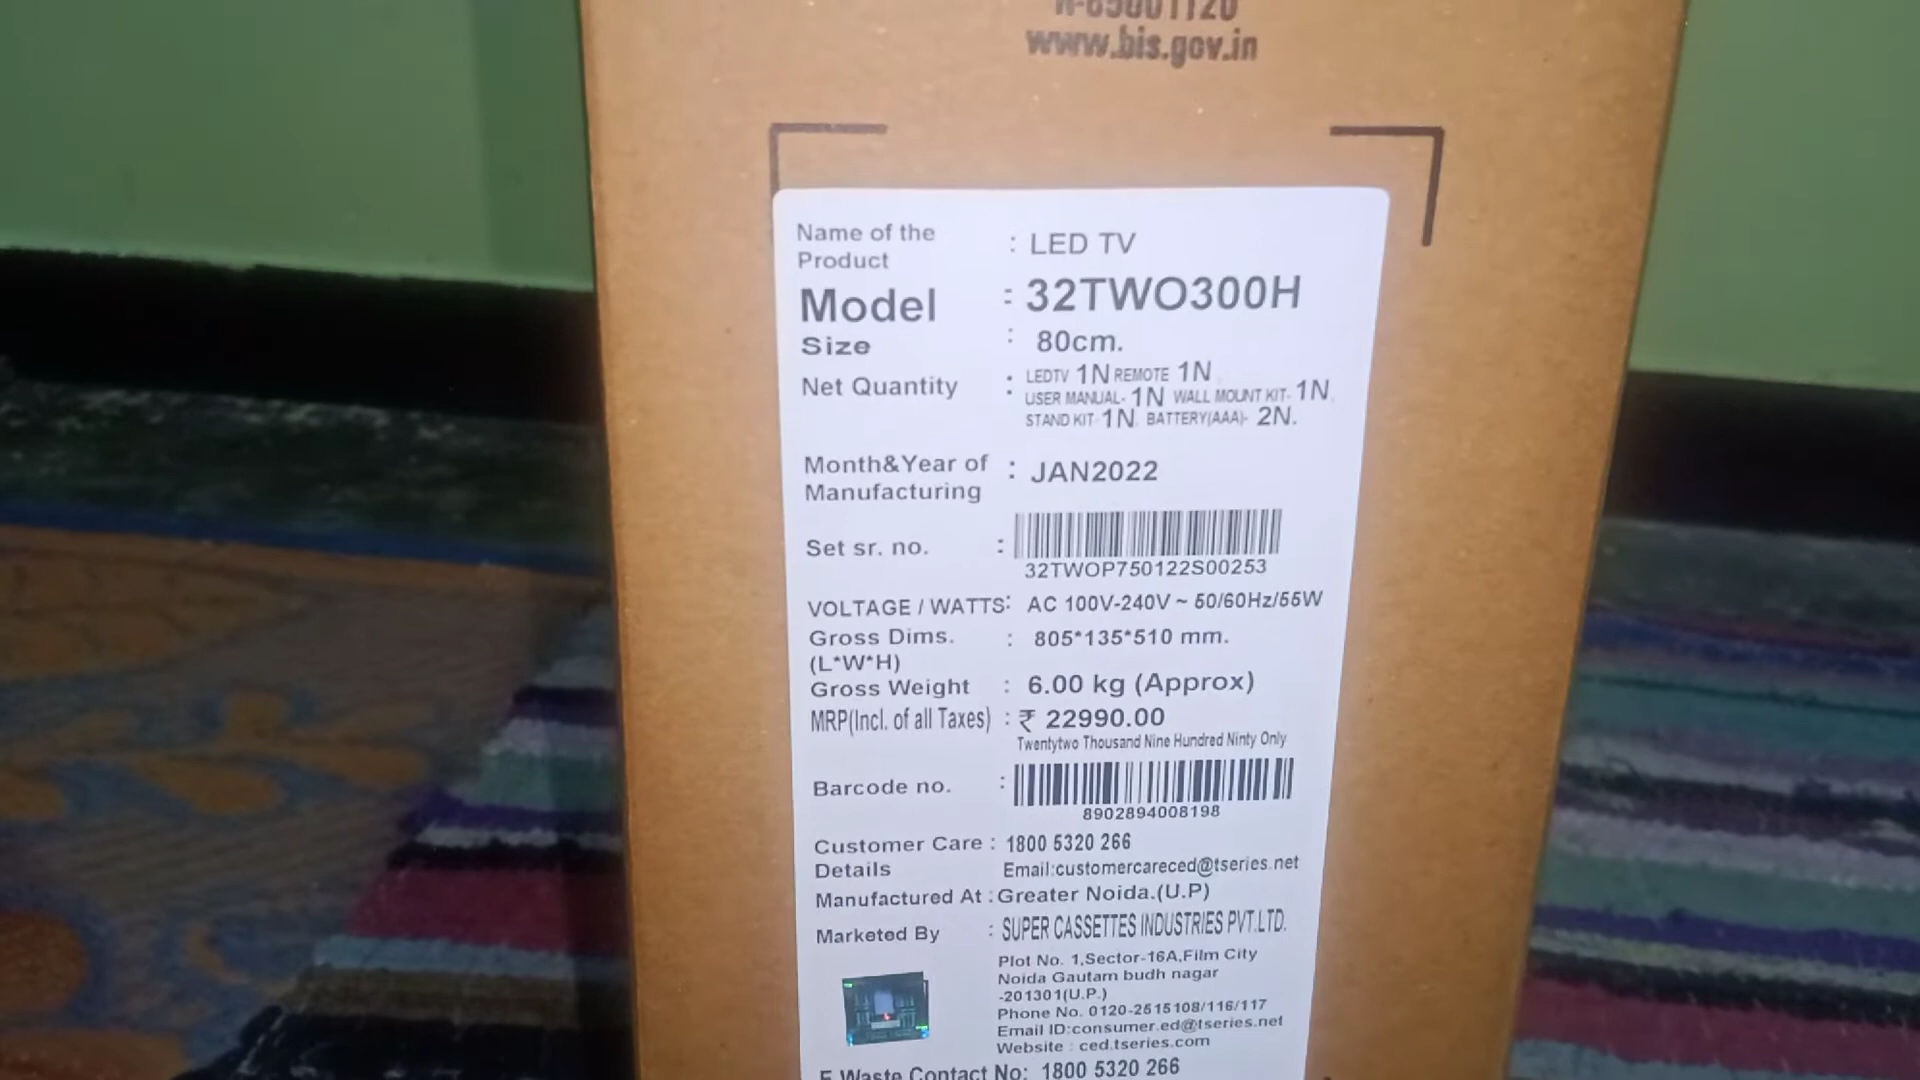 R-65001120
www.bis.gov.in
Name of the Product : LED TV
Model : 32TWO300H
Size : 80cm.
Net Quantity : LEDTV 1N REMOTE 1N
USER MANUAL- 1N WALL MOUNT KIT- 1N.
STAND KIT-1N. BATTERY(AAA)- 2N.
Month&Year of Manufacturing : JAN2022
Set sr. no. :
32TWOP750122S00253
VOLTAGE / WATTS: AC 100V-240V ~ 50/60Hz/55W
Gross Dims. (L*W*H) : 805*135*510 mm.
Gross Weight : 6.00 kg (Approx)
MRP(Incl. of all Taxes) : ₹ 22990.00
Twentytwo Thousand Nine Hundred Ninty Only
Barcode no. :
8902894008198
Customer Care Details : 1800 5320 266
Email:customercareced@tseries.net
Manufactured At : Greater Noida.(U.P)
Marketed By : SUPER CASSETTES INDUSTRIES PVT.LTD.
Plot No. 1,Sector-16A,Film City
Noida Gautam budh nagar
-201301(U.P.)
Phone No. 0120-2515108/116/117
Email ID:consumer.ed@tseries.net
Website : ced.tseries.com
E Waste Contact No: 1800 5320 266